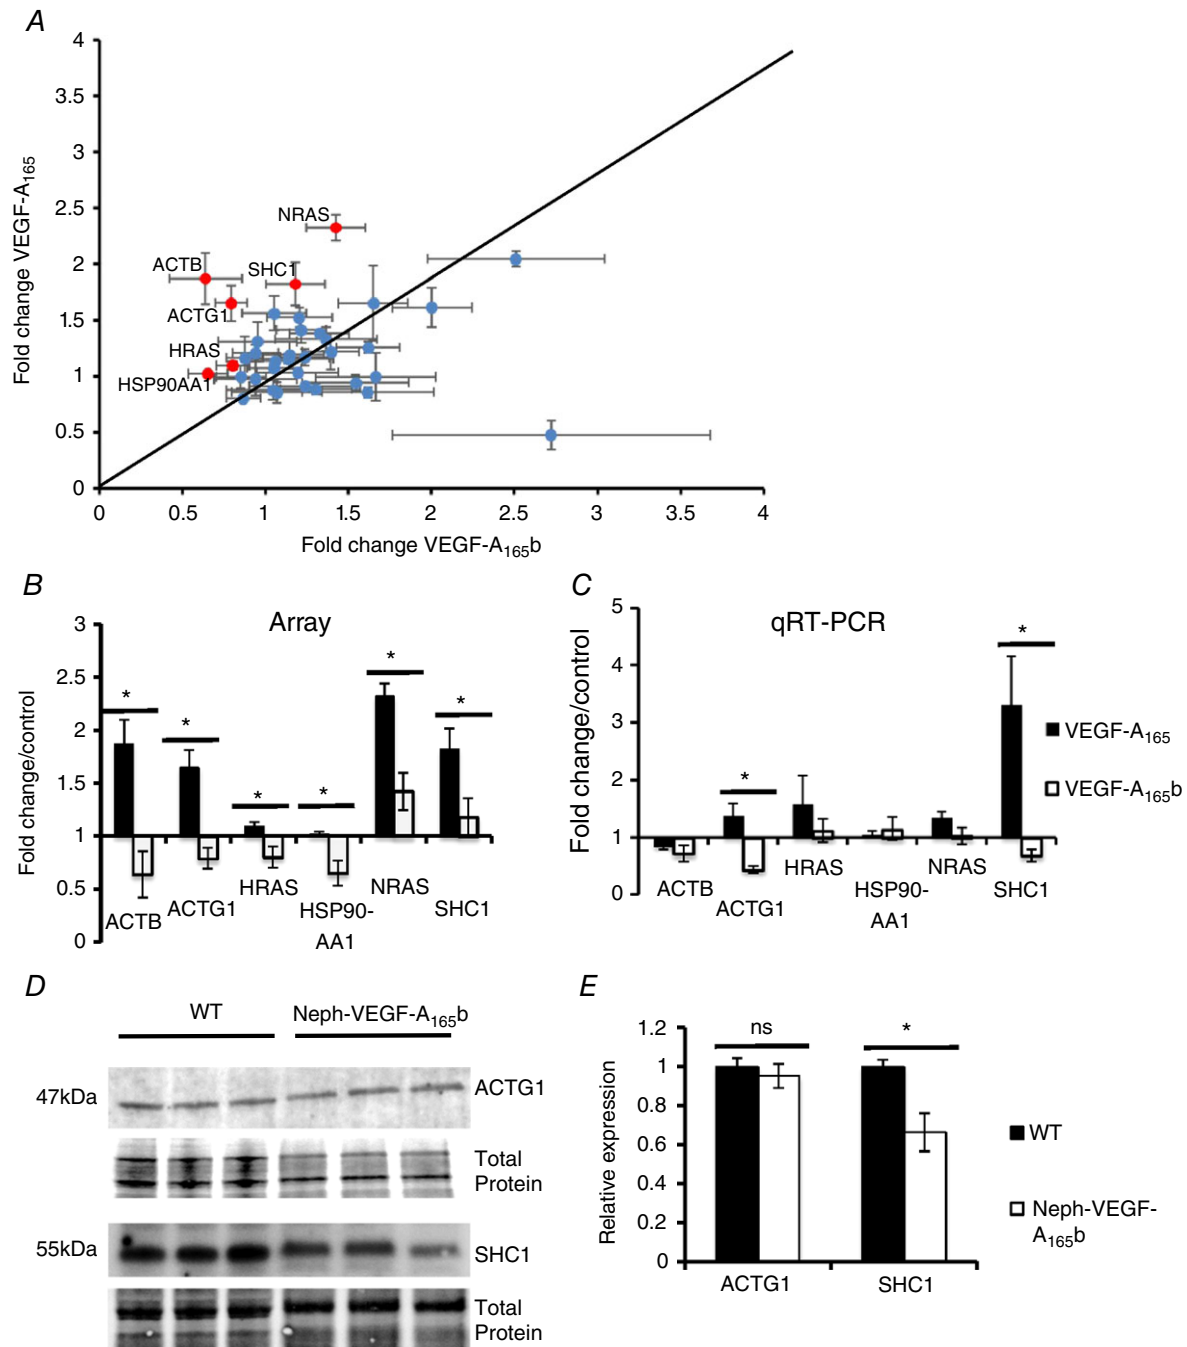 A
4
3.5
3
2.5
2
1.5
1
0.5
0
Fold change VEGF-A165
NRAS
ACTB
SHC1
ACTG1
HRAS
HSP90AA1
0 0.5 1 1.5 2 2.5 3 3.5 4
Fold change VEGF-A165b
B
Array
3
2.5
2
1.5
1
0.5
0
Fold change/control
* * * * * *
ACTB
ACTG1
HRAS
HSP90-
AA1
NRAS
SHC1
C
qRT-PCR
5
4
3
2
1
0
Fold change/control
* *
ACTB
ACTG1
HRAS
HSP90-
AA1
NRAS
SHC1
VEGF-A165
VEGF-A165b
D
WT
Neph-VEGF-A165b
47kDa
ACTG1
Total
Protein
55kDa
SHC1
Total
Protein
E
1.2
1
0.8
0.6
0.4
0.2
0
Relative expression
ns
*
ACTG1
SHC1
WT
Neph-VEGF-
A165b